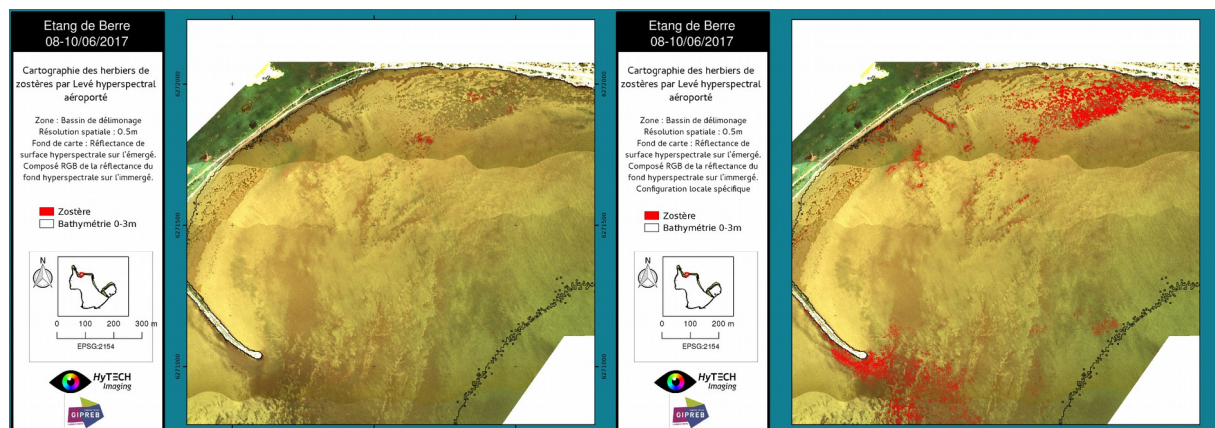 Etang de Berre
08-10/06/2017
Cartographie des herbiers de
zostères par Levé hyperspectral
aéroporté
Zone : Bassin de délimonage
Résolution spatiale : 0.5m
Fond de carte : Réflectance de
surface hyperspectrale sur l'émergé.
Composé RGB de la réflectance du
fond hyperspectrale sur l'immergé.
Zostère
Bathymétrie 0-3m
N
0 100 200 300 m
EPSG:2154
HyTECH
Imaging
GIPREB
6272000
6271500
6271000
Etang de Berre
08-10/06/2017
Cartographie des herbiers de
zostères par Levé hyperspectral
aéroporté
Zone : Bassin de délimonage
Résolution spatiale : 0.5m
Fond de carte : Réflectance de
surface hyperspectrale sur l'émergé.
Composé RGB de la réflectance du
fond hyperspectrale sur l'immergé.
Configuration locale spécifique
Zostère
Bathymétrie 0-3m
N
0 100 200 m
EPSG:2154
HyTECH
Imaging
GIPREB
6272000
6271500
6271000